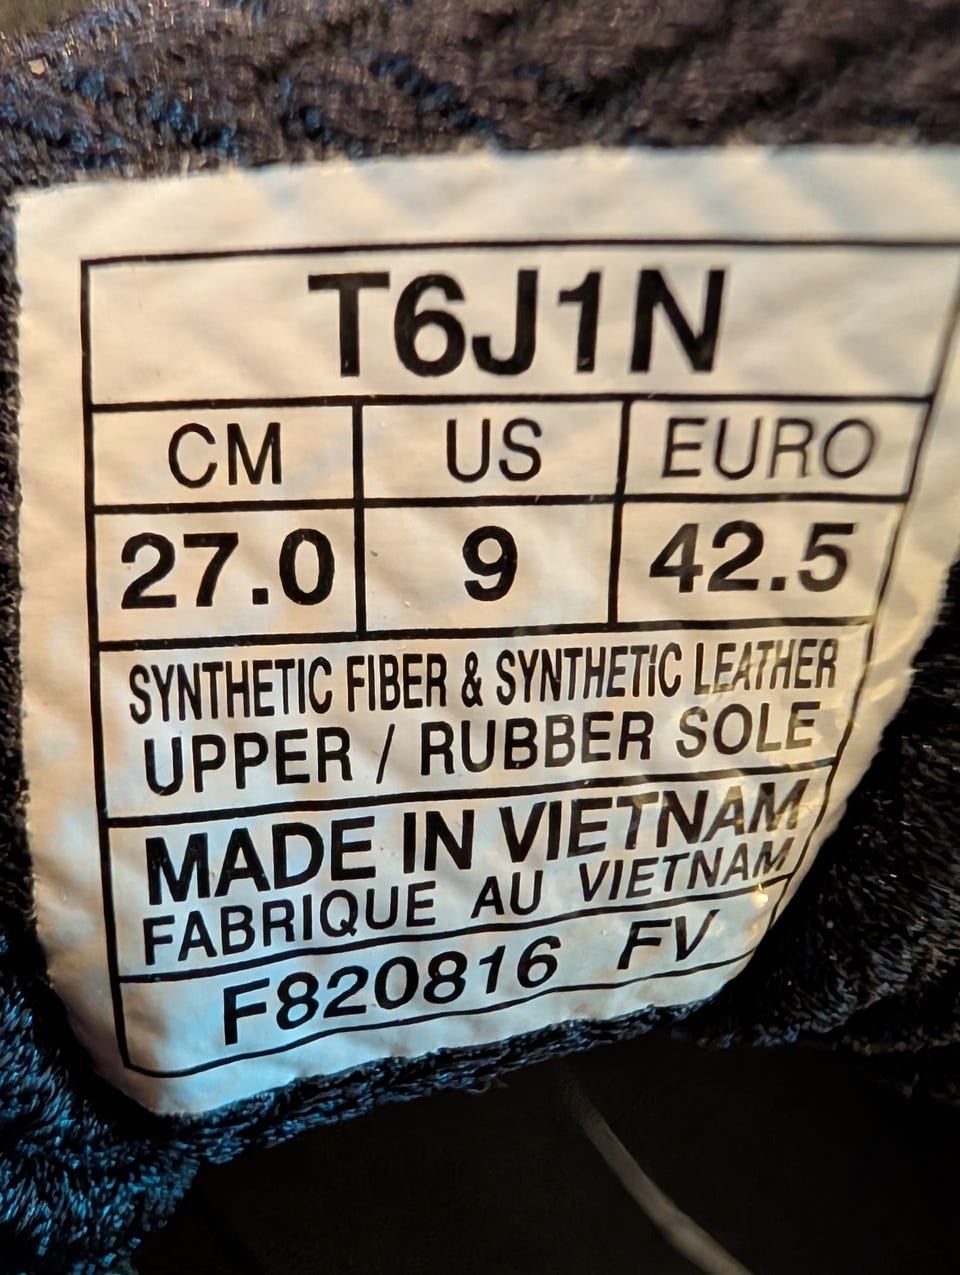 T6J1N
CM US EURO
27.0 9 42.5
SYNTHETIC FIBER & SYNTHETIC LEATHER
UPPER / RUBBER SOLE
MADE IN VIETNAM
FABRIQUE AU VIETNAM
F820816 FV